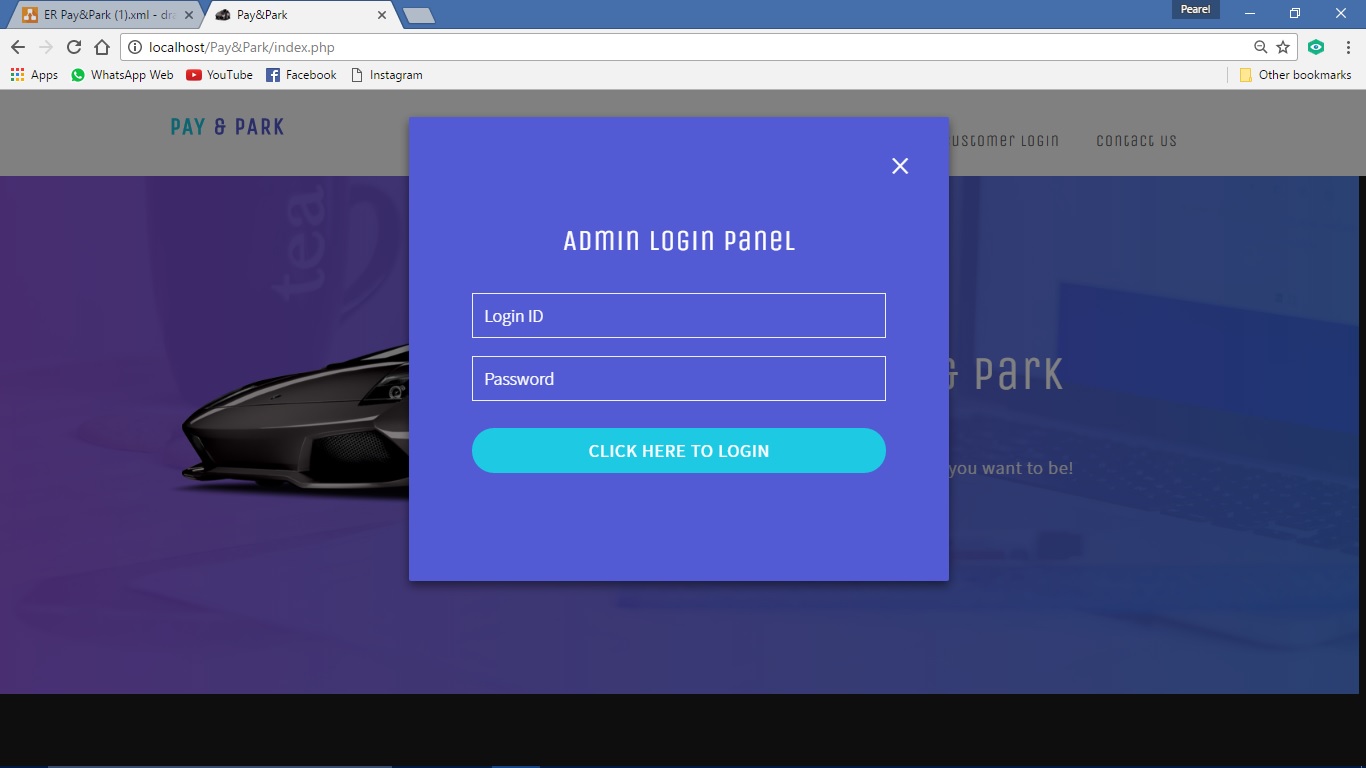 ER Pay&Park (1).xml - dra
Pay&Park
Pearel
localhost/Pay&Park/index.php
Apps
WhatsApp Web
YouTube
Facebook
Instagram
Other bookmarks
PAY & PARK
ustomer Login
Contact Us
Admin Login Panel
tea
Login ID
& Park
Password
CLICK HERE TO LOGIN
you want to be!